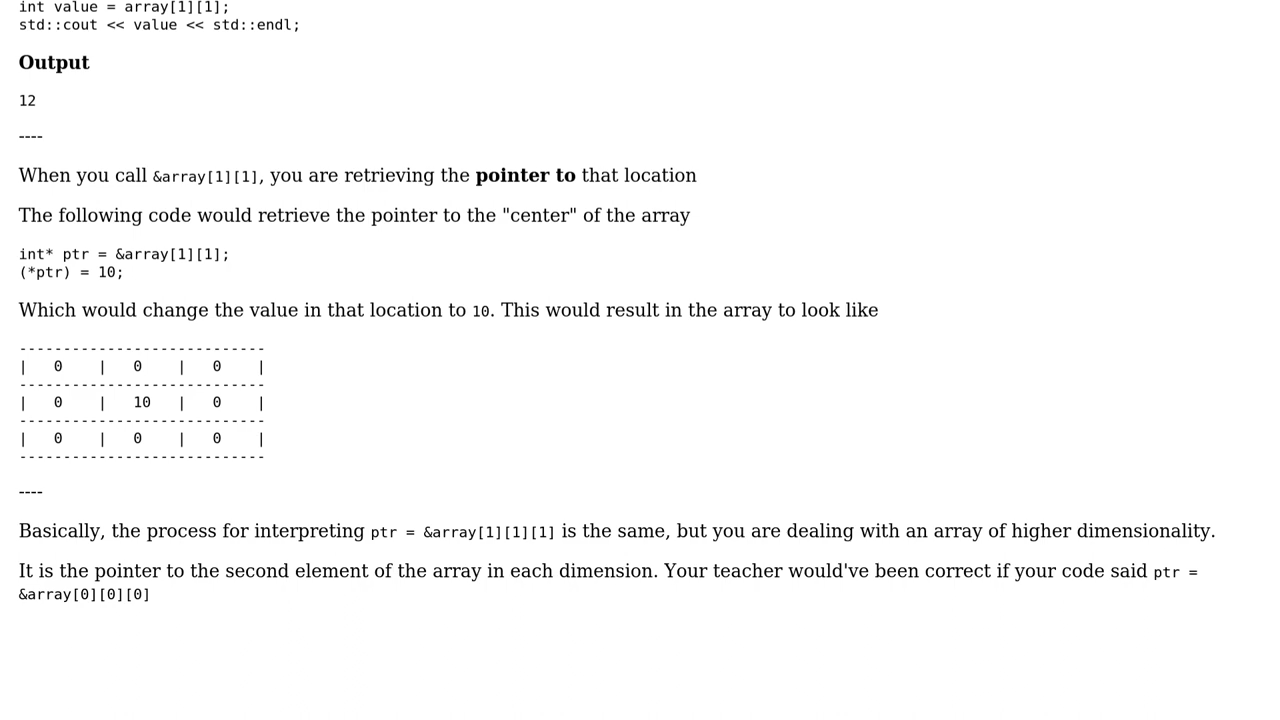 int value = array[1][1];
std::cout << value << std::endl;
Output
12
----
When you call &array[1][1], you are retrieving the pointer to that location
The following code would retrieve the pointer to the "center" of the array
int* ptr = &array[1][1];
(*ptr) = 10;
Which would change the value in that location to 10. This would result in the array to look like
----------------------------
|   0    |   0    |   0    |
----------------------------
|   0    |   10   |   0    |
----------------------------
|   0    |   0    |   0    |
----------------------------
----
Basically, the process for interpreting ptr = &array[1][1][1] is the same, but you are dealing with an array of higher dimensionality.
It is the pointer to the second element of the array in each dimension. Your teacher would've been correct if your code said ptr =
&array[0][0][0]